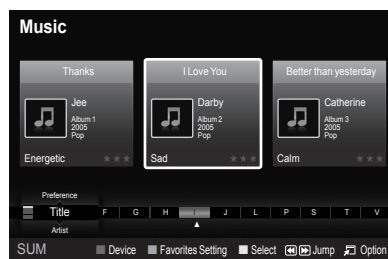 Music
Thanks
Jee
Album 1
2005
Pop
Energetic
I Love You
Darby
Album 2
2005
Pop
Sad
Better than yesterday
Catherine
Album 3
2005
Pop
Calm
Preference
Title F G H I J L P S T V
Artist
SUM Device Favorites Setting Select Jump Option